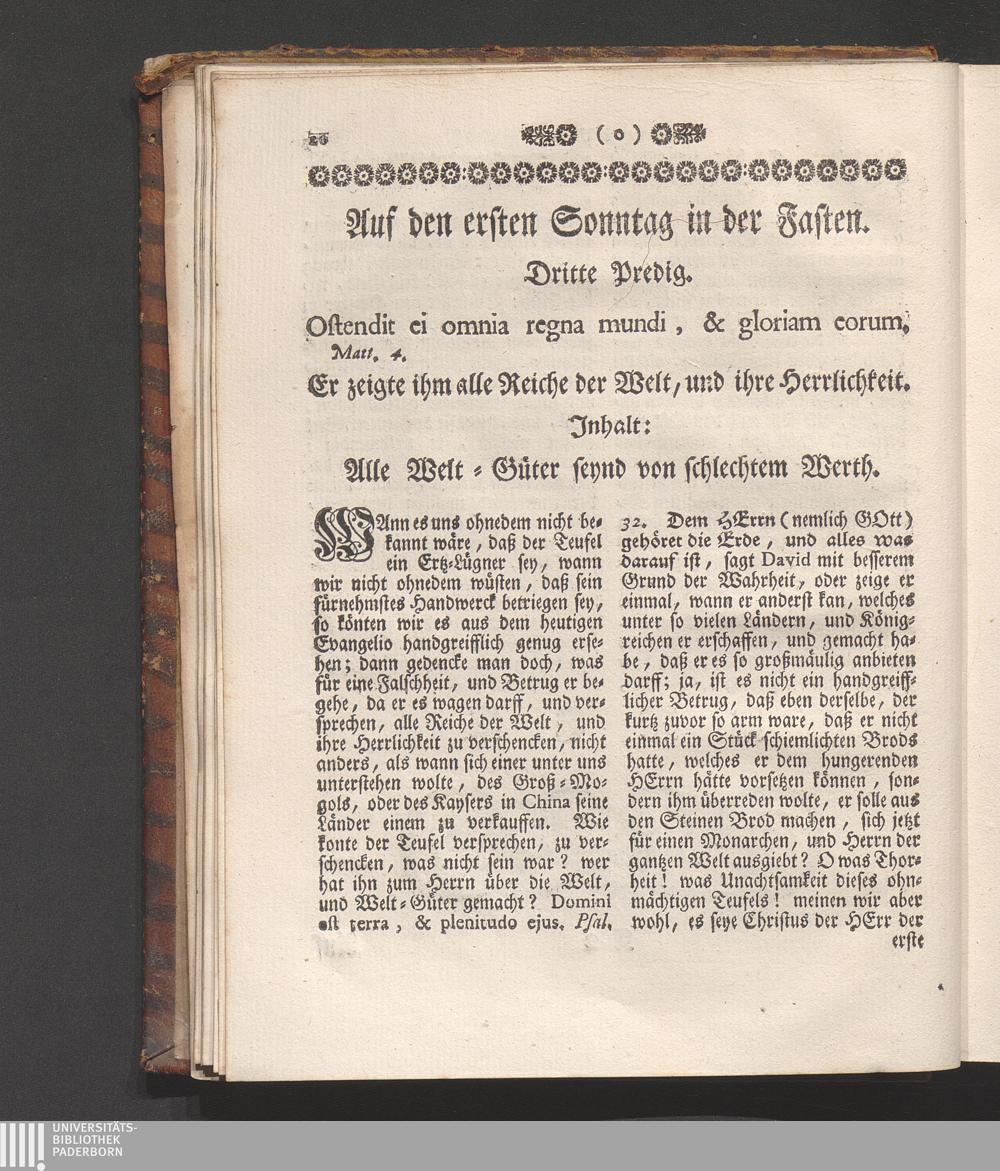 20 ( o )
Auf den ersten Sonntag in der Fasten.
Dritte Predig.
Ostendit ei omnia regna mundi, & gloriam eorum.
Matt. 4.
Er zeigte ihm alle Reiche der Welt, und ihre Herrlichkeit.
Inhalt:
Alle Welt-Güter seynd von schlechtem Werth.
WAnn es uns ohnedem nicht be-
kannt wäre, daß der Teufel
ein Ertz-Lügner sey, wann
wir nicht ohnedem wüsten, daß sein
fürnehmstes Handwerck betriegen sey,
so könten wir es aus dem heutigen
Evangelio handgreifflich genug erse-
hen; dann gedencke man doch, was
für eine Falschheit, und Betrug er be-
gehe, da er es wagen darff, und ver-
sprechen, alle Reiche der Welt, und
ihre Herrlichkeit zu verschencken, nicht
anders, als wann sich einer unter uns
unterstehen wolte, des Groß-Mo-
gols, oder des Kaysers in China seine
Länder einem zu verkauffen. Wie
konte der Teufel versprechen, zu ver-
schencken, was nicht sein war? wer
hat ihn zum Herrn über die Welt,
und Welt-Güter gemacht? Domini
est terra, & plenitudo ejus. Psal.
32. Dem HErrn (nemlich GOtt)
gehöret die Erde, und alles was
darauf ist, sagt David mit besserem
Grund der Wahrheit, oder zeige er
einmal, wann er anderst kan, welches
unter so vielen Ländern, und König-
reichen er erschaffen, und gemacht ha-
be, daß er es so großmäulig anbieten
darff; ja, ist es nicht ein handgreiff-
licher Betrug, daß eben derselbe, der
kurtz zuvor so arm ware, daß er nicht
einmal ein Stück schiemlichten Brods
hatte, welches er dem hungerenden
HErrn hätte vorsetzen können, son-
dern ihm überreden wolte, er solle aus
den Steinen Brod machen, sich jetzt
für einen Monarchen, und Herrn der
gantzen Welt ausgiebt? O was Thor-
heit! was Unachtsamkeit dieses ohn-
mächtigen Teufels! meinen wir aber
wohl, es seye Christus der HErr der
erste
UNIVERSITÄTS-
BIBLIOTHEK
PADERBORN